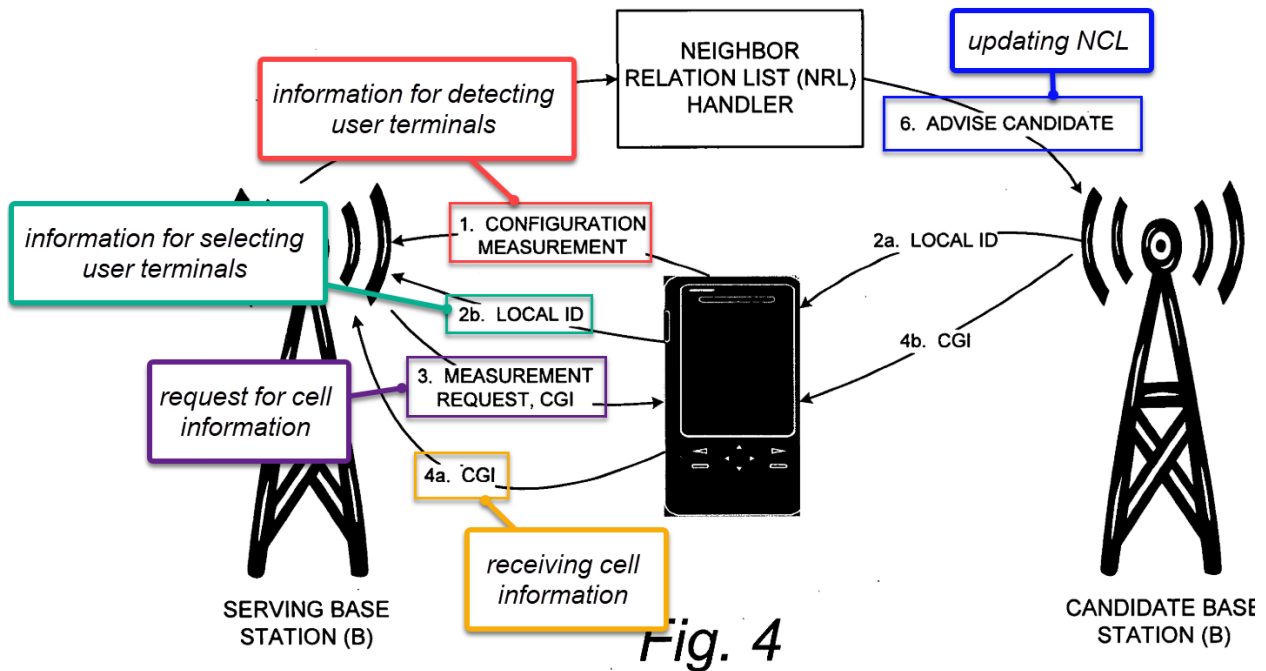 NEIGHBOR
RELATION LIST (NRL)
HANDLER
updating NCL
information for detecting
user terminals
6. ADVISE CANDIDATE
information for selecting
user terminals
1. CONFIGURATION
MEASUREMENT
2a. LOCAL ID
2b. LOCAL ID
4b. CGI
request for cell
information
3. MEASUREMENT
REQUEST, CGI
4a. CGI
receiving cell
information
SERVING BASE
STATION (B)
CANDIDATE BASE
STATION (B)
Fig. 4